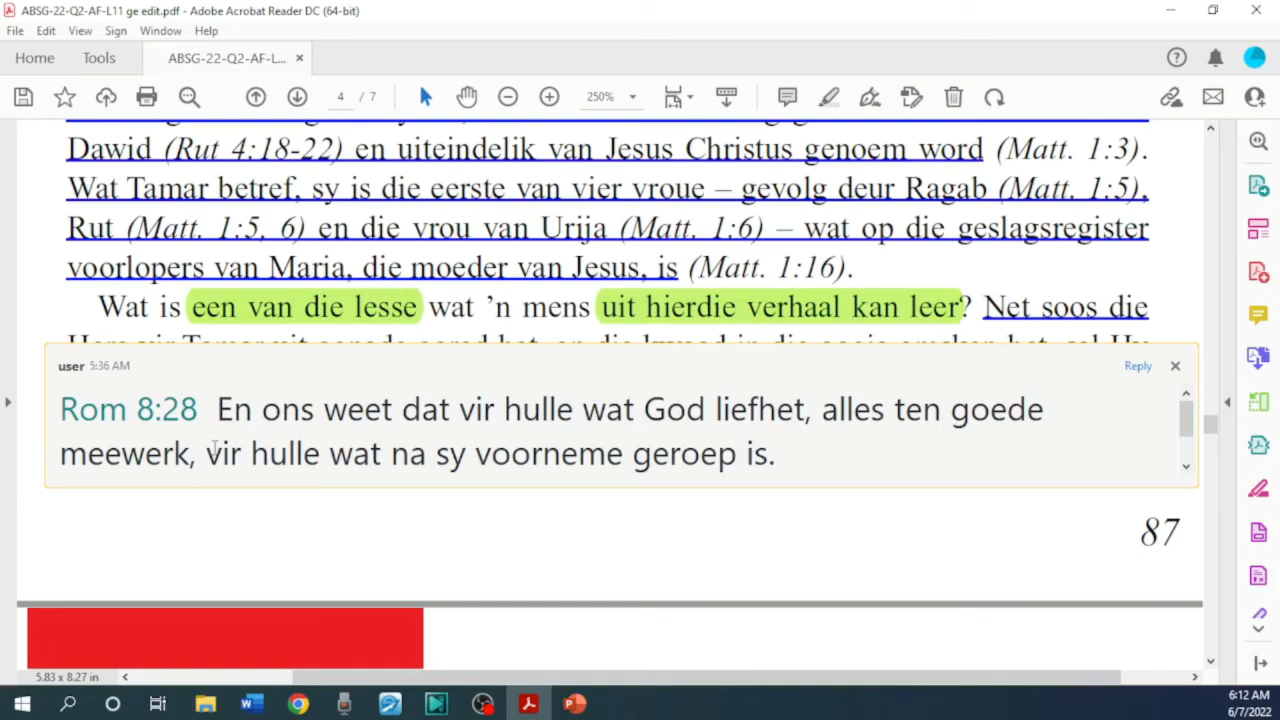 ABSG-22-Q2-AF-L11 ge edit.pdf - Adobe Acrobat Reader DC (64-bit)
File Edit View Sign Window Help
Home Tools ABSG-22-Q2-AF-L... ×
4 / 7 250%
Dawid (Rut 4:18-22) en uiteindelik van Jesus Christus genoem word (Matt. 1:3).
Wat Tamar betref, sy is die eerste van vier vroue – gevolg deur Ragab (Matt. 1:5),
Rut (Matt. 1:5, 6) en die vrou van Urija (Matt. 1:6) – wat op die geslagsregister
voorlopers van Maria, die moeder van Jesus, is (Matt. 1:16).
Wat is een van die lesse wat 'n mens uit hierdie verhaal kan leer? Net soos die
user 5:36 AM Reply
Rom 8:28 En ons weet dat vir hulle wat God liefhet, alles ten goede
meewerk, vir hulle wat na sy voorneme geroep is.
87
5.83 x 8.27 in
6:12 AM
6/7/2022